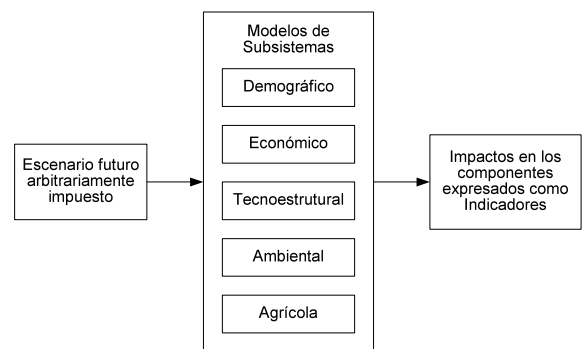 Modelos de
Subsistemas
Demográfico
Económico
Tecnoestrutural
Ambiental
Agrícola
Escenario futuro
arbitrariamente
impuesto
Impactos en los
componentes
expresados como
Indicadores